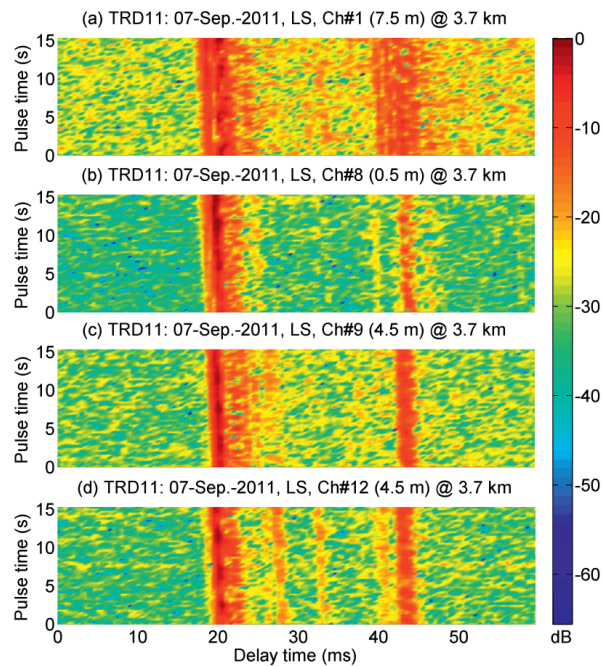 (a) TRD11: 07-Sep.-2011, LS, Ch#1 (7.5 m) @ 3.7 km
Pulse time (s)
15
10
5
0
(b) TRD11: 07-Sep.-2011, LS, Ch#8 (0.5 m) @ 3.7 km
Pulse time (s)
15
10
5
0
(c) TRD11: 07-Sep.-2011, LS, Ch#9 (4.5 m) @ 3.7 km
Pulse time (s)
15
10
5
0
(d) TRD11: 07-Sep.-2011, LS, Ch#12 (4.5 m) @ 3.7 km
Pulse time (s)
15
10
5
0
0 10 20 30 40 50
Delay time (ms)
0
-10
-20
-30
-40
-50
-60
dB